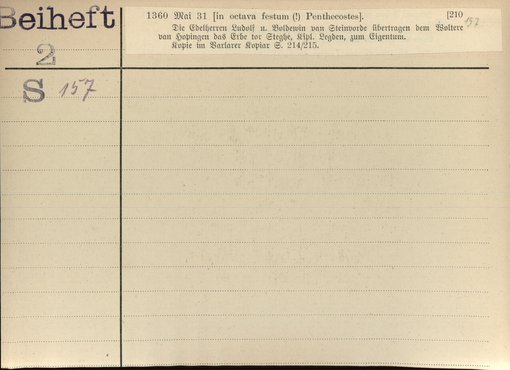 Beiheft
2
S 157
1360 Mai 31 [in octava festum (!) Penthecostes]. [210
157
Die Edelherren Ludolf u. Boldewin van Steinvorde übertragen dem Woltere
van Hopingen das Erbe tor Steghe, Kspl. Legden, zum Eigentum.
Kopie im Varlarer Kopiar S. 214/215.